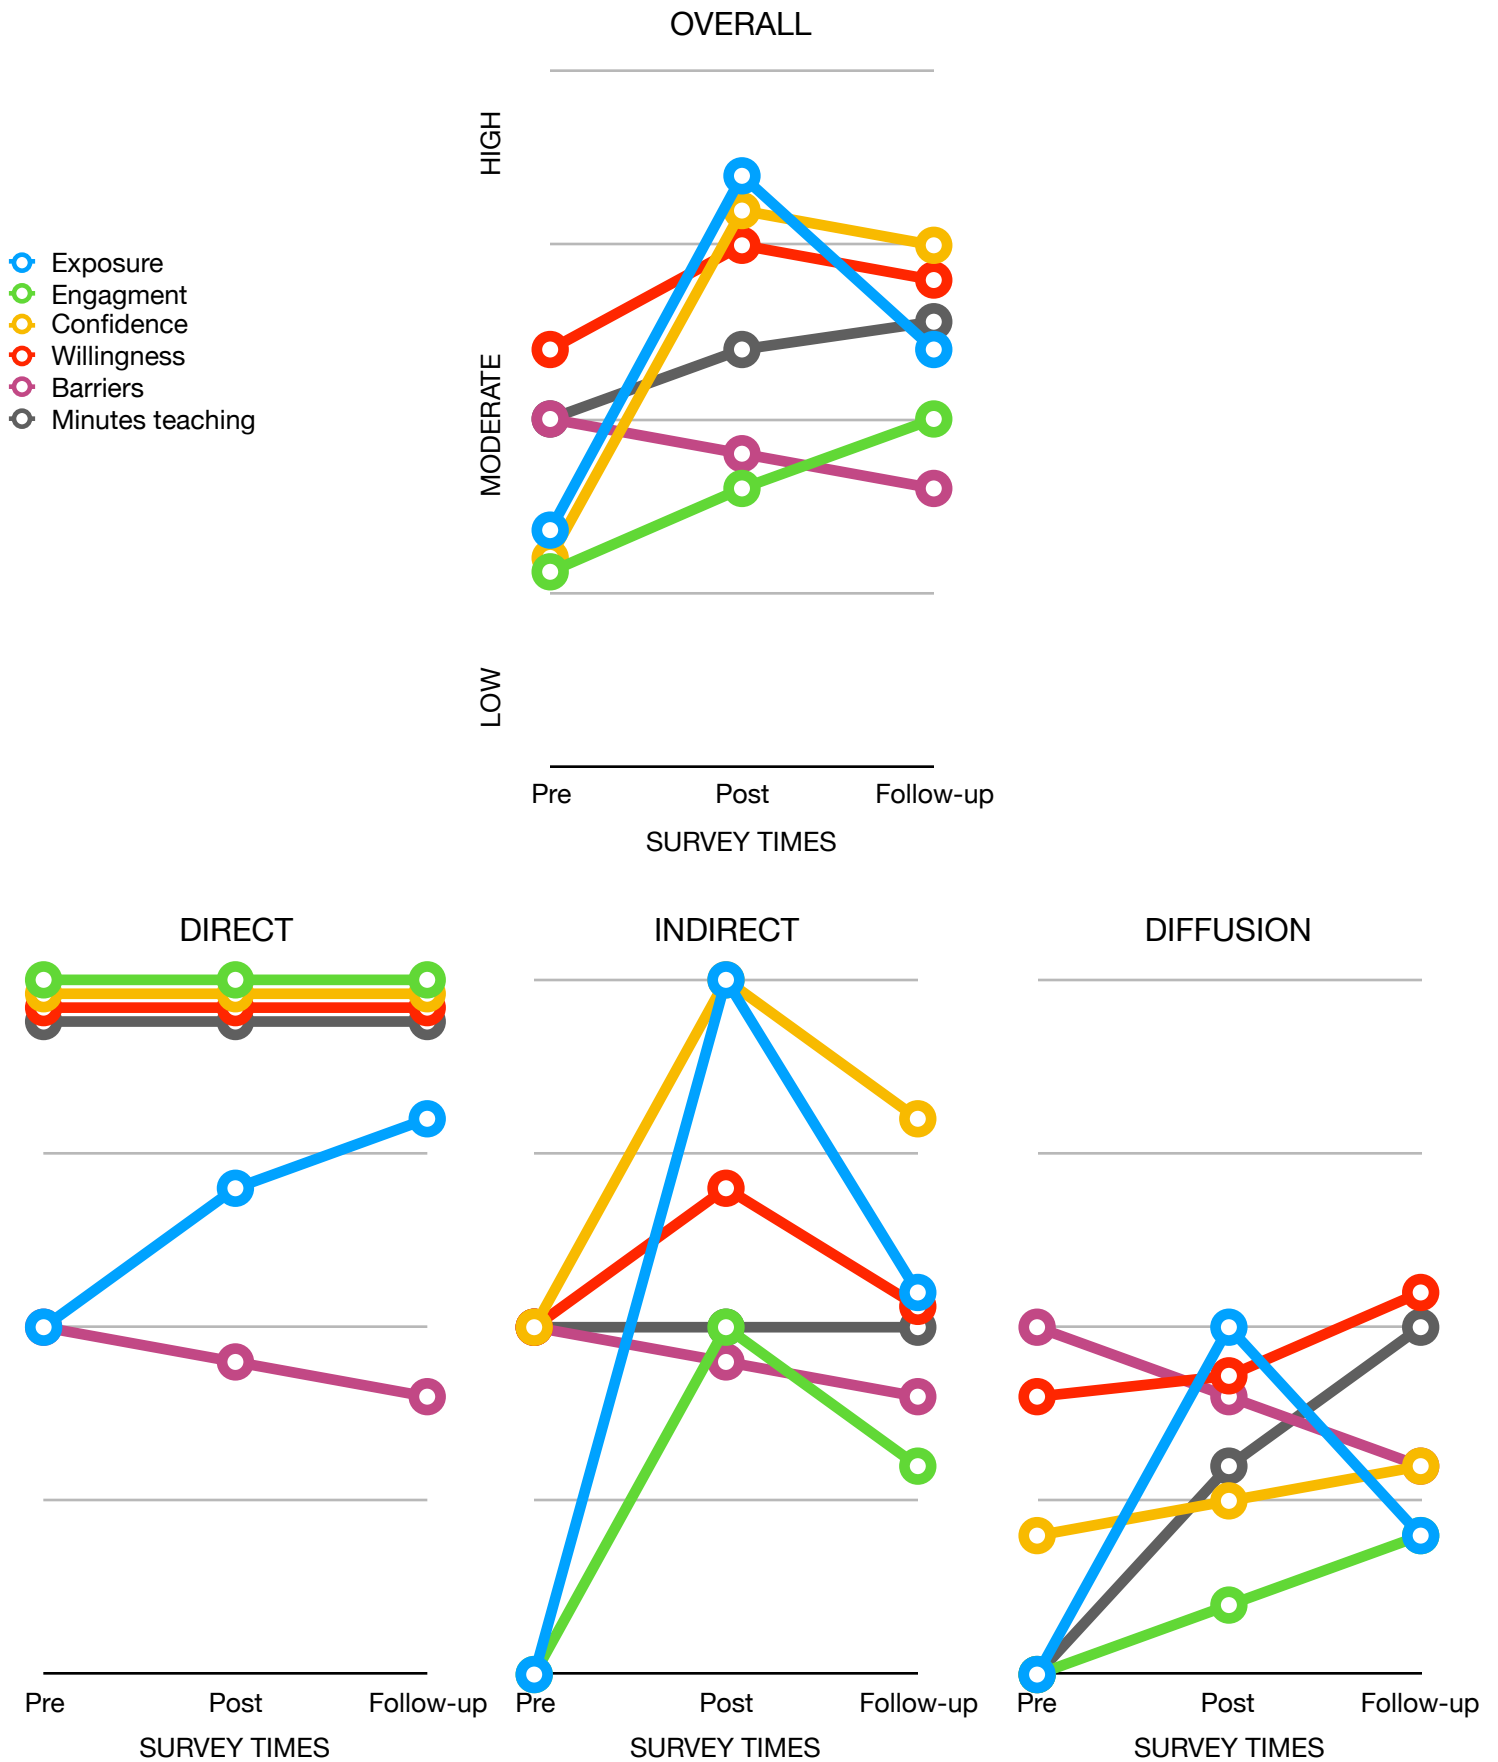 OVERALL
HIGH
MODERATE
LOW
Exposure
Engagment
Confidence
Willingness
Barriers
Minutes teaching
Pre Post Follow-up
SURVEY TIMES
DIRECT INDIRECT DIFFUSION
Pre Post Follow-up Pre Post Follow-up Pre Post Follow-up
SURVEY TIMES SURVEY TIMES SURVEY TIMES